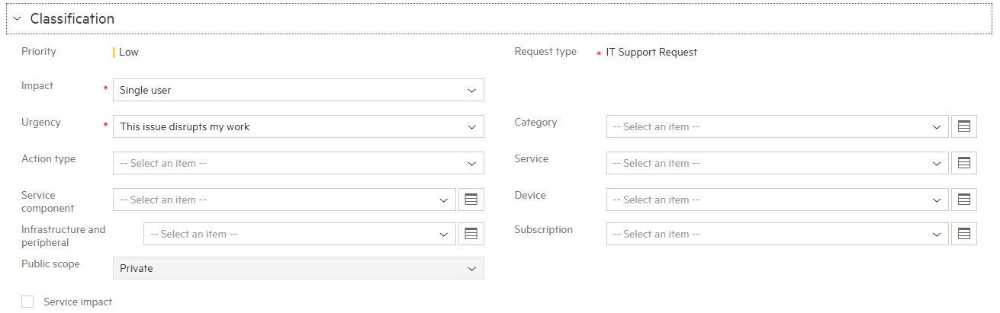 Classification
Priority
Low
Request type
* IT Support Request
Impact
* Single user
Urgency
* This issue disrupts my work
Category
-- Select an item --
Action type
-- Select an item --
Service
-- Select an item --
Service
component
-- Select an item --
Device
-- Select an item --
Infrastructure and
peripheral
-- Select an item --
Subscription
-- Select an item --
Public scope
Private
Service impact